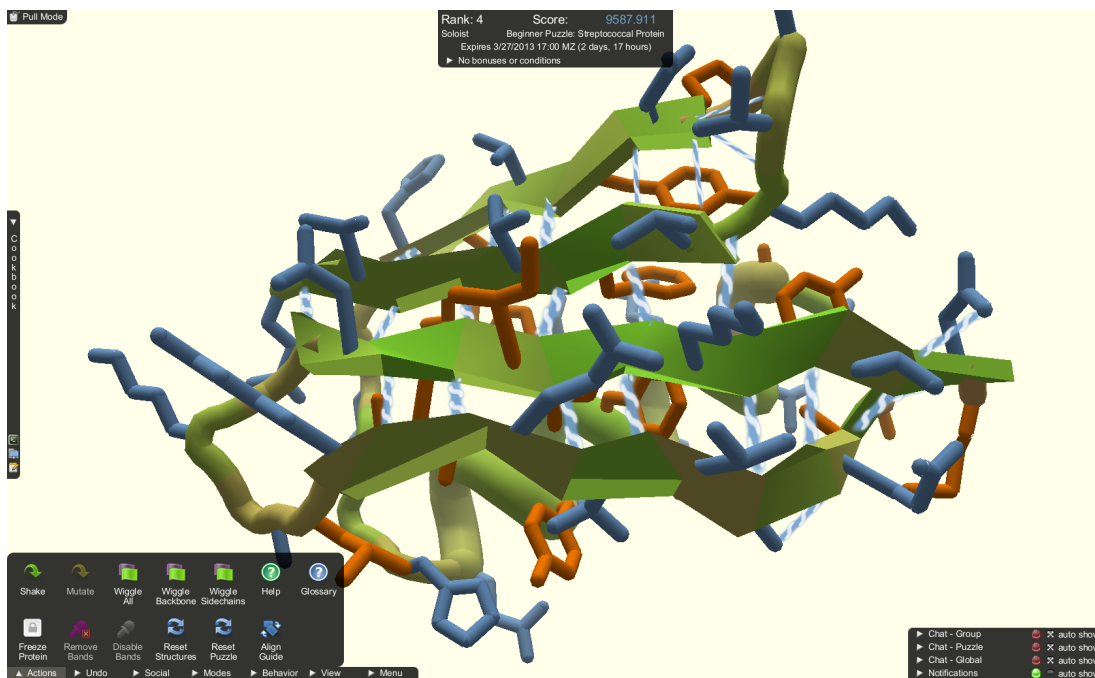 Pull Mode
Rank: 4 Score: 9587.911
Soloist Beginner Puzzle: Streptococcal Protein
Expires 3/27/2013 17:00 MZ (2 days, 17 hours)
No bonuses or conditions
Cookbook
Shake Mutate Wiggle All Wiggle Backbone Wiggle Sidechains Help Glossary
Freeze Protein Remove Bands Disable Bands Reset Structures Reset Puzzle Align Guide
Actions Undo Social Modes Behavior View Menu
Chat - Group auto show
Chat - Puzzle auto show
Chat - Global auto show
Notifications auto show